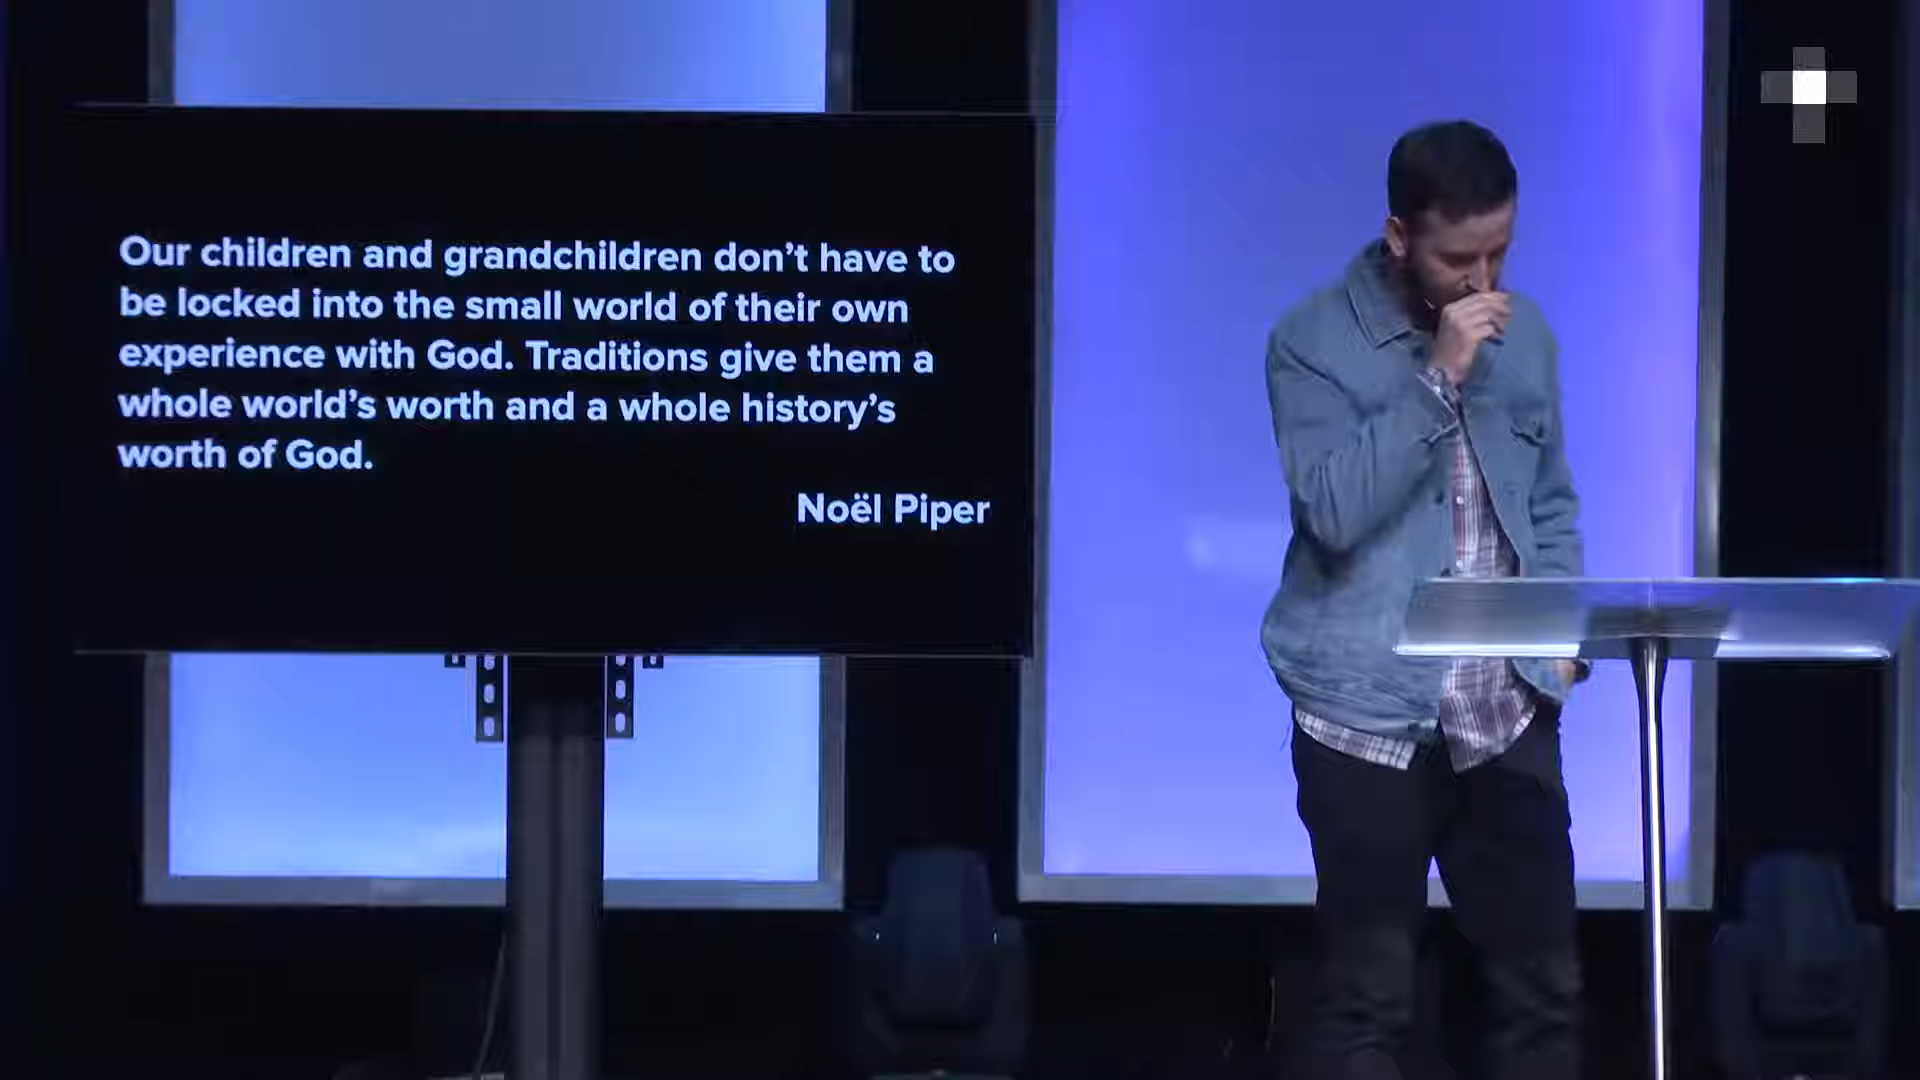 Our children and grandchildren don't have to
be locked into the small world of their own
experience with God. Traditions give them a
whole world's worth and a whole history's
worth of God.
Noël Piper